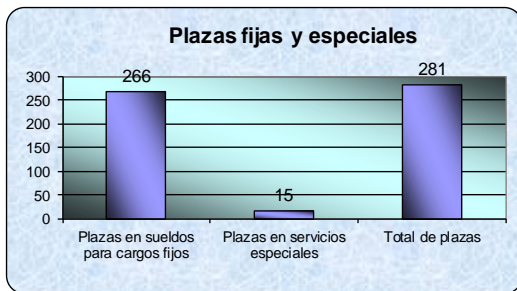 Plazas fijas y especiales
300
250
200
150
100
50
0
266
15
281
Plazas en sueldos
para cargos fijos
Plazas en servicios
especiales
Total de plazas